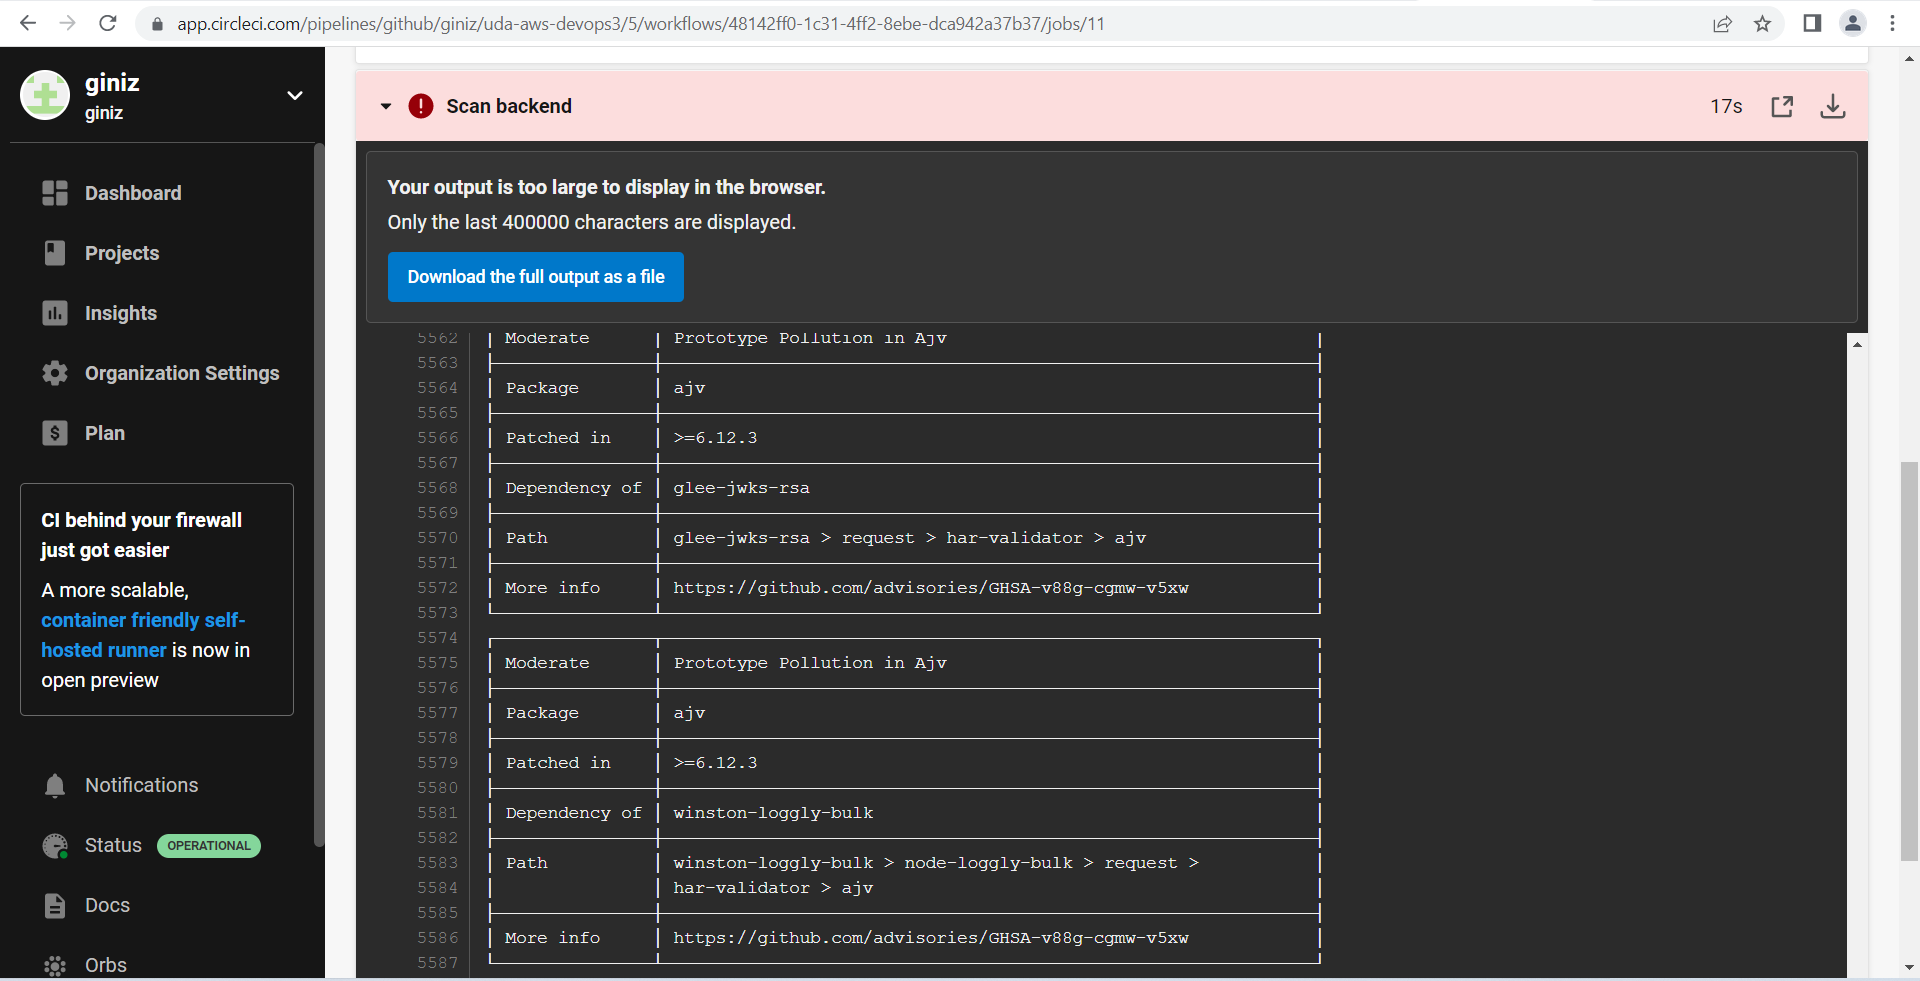 app.circleci.com/pipelines/github/giniz/uda-aws-devops3/5/workflows/48142ff0-1c31-4ff2-8ebe-dca942a37b37/jobs/11
giniz
giniz
Dashboard
Projects
Insights
Organization Settings
Plan
CI behind your firewall
just got easier
A more scalable,
container friendly self-
hosted runner is now in
open preview
Notifications
Status OPERATIONAL
Docs
Orbs
Scan backend 17s
Your output is too large to display in the browser.
Only the last 400000 characters are displayed.
Download the full output as a file
5562 Moderate Prototype Pollution in Ajv
5563
5564 Package ajv
5565
5566 Patched in >=6.12.3
5567
5568 Dependency of glee-jwks-rsa
5569
5570 Path glee-jwks-rsa > request > har-validator > ajv
5571
5572 More info https://github.com/advisories/GHSA-v88g-cgmw-v5xw
5573
5574
5575 Moderate Prototype Pollution in Ajv
5576
5577 Package ajv
5578
5579 Patched in >=6.12.3
5580
5581 Dependency of winston-loggly-bulk
5582
5583 Path winston-loggly-bulk > node-loggly-bulk > request >
5584 har-validator > ajv
5585
5586 More info https://github.com/advisories/GHSA-v88g-cgmw-v5xw
5587